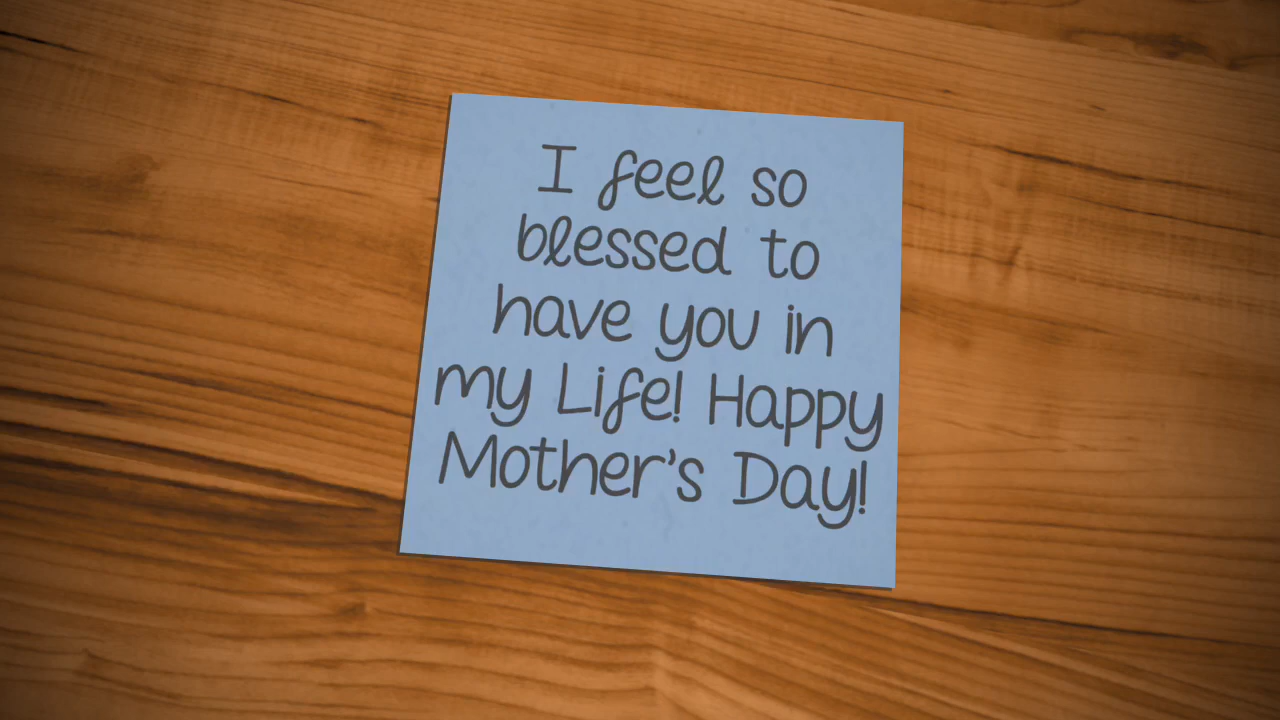 I feel so
blessed to
have you in
my Life! Happy
Mother's Day!